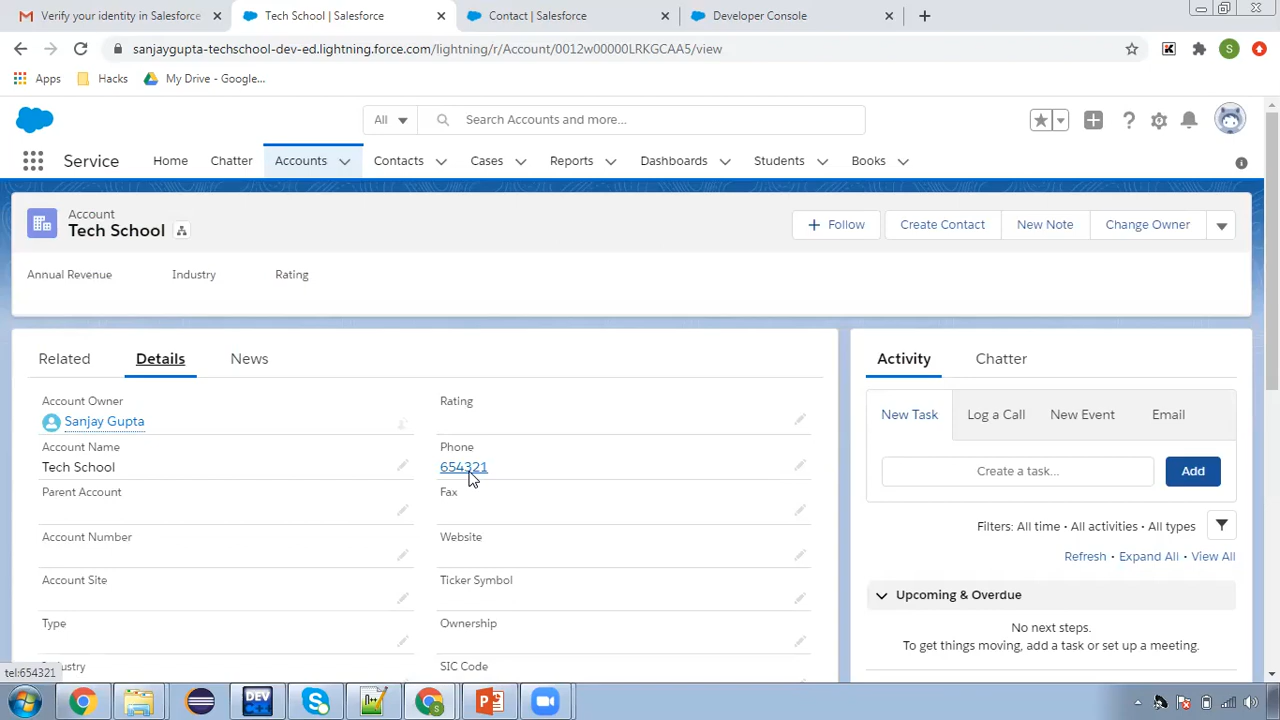 Verify your identity in Salesforce
Tech School | Salesforce
Contact | Salesforce
Developer Console
sanjaygupta-techschool-dev-ed.lightning.force.com/lightning/r/Account/0012w00000LRKGCAA5/view
S
Apps
Hacks
My Drive - Google...
All
Search Accounts and more...
Service
Home
Chatter
Accounts
Contacts
Cases
Reports
Dashboards
Students
Books
Account
Tech School
Follow
Create Contact
New Note
Change Owner
Annual Revenue
Industry
Rating
Related
Details
News
Account Owner
Sanjay Gupta
Rating
Account Name
Tech School
Phone
654321
Parent Account
Fax
Account Number
Website
Account Site
Ticker Symbol
Type
Ownership
Industry
SIC Code
Activity
Chatter
New Task
Log a Call
New Event
Email
Create a task...
Add
Filters: All time • All activities • All types
Refresh • Expand All • View All
Upcoming & Overdue
No next steps.
To get things moving, add a task or set up a meeting.
tel:654321
DEV